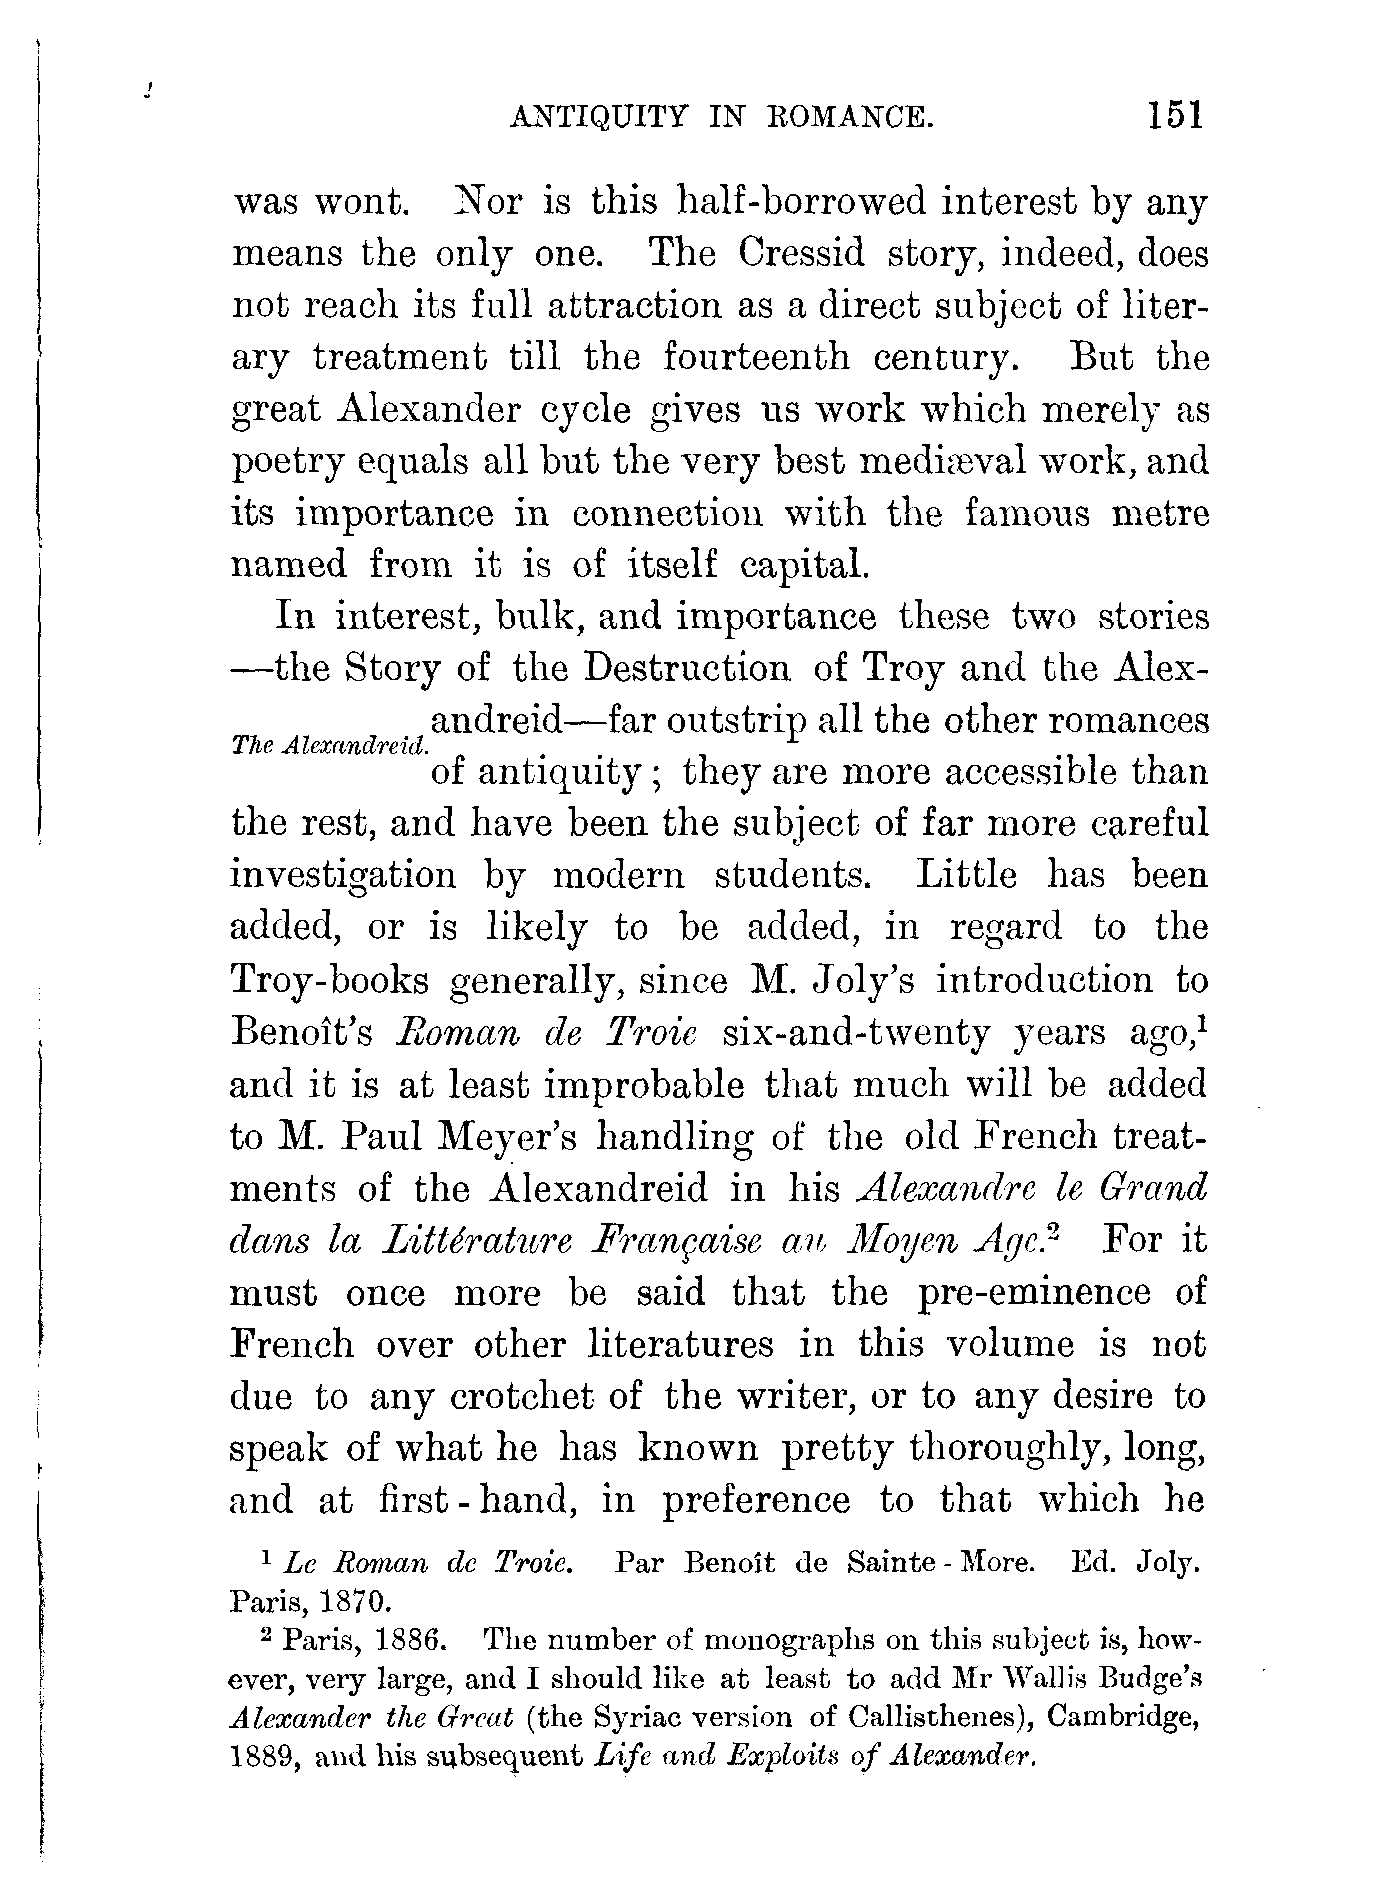 ANTIQUITY IN ROMANCE. 151
was wont. Nor is this half-borrowed interest by any
means the only one. The Cressid story, indeed, does
not reach its full attraction as a direct subject of liter-
ary treatment till the fourteenth century. But the
great Alexander cycle gives us work which merely as
poetry equals all but the very best mediæval work, and
its importance in connection with the famous metre
named from it is of itself capital.
In interest, bulk, and importance these two stories
—the Story of the Destruction of Troy and the Alex-
andreid—far outstrip all the other romances
The Alexandreid.
of antiquity; they are more accessible than
the rest, and have been the subject of far more careful
investigation by modern students. Little has been
added, or is likely to be added, in regard to the
Troy-books generally, since M. Joly's introduction to
Benoît's Roman de Troie six-and-twenty years ago,¹
and it is at least improbable that much will be added
to M. Paul Meyer's handling of the old French treat-
ments of the Alexandreid in his Alexandre le Grand
dans la Littérature Française au Moyen Age.² For it
must once more be said that the pre-eminence of
French over other literatures in this volume is not
due to any crotchet of the writer, or to any desire to
speak of what he has known pretty thoroughly, long,
and at first-hand, in preference to that which he
¹ Le Roman de Troie. Par Benoît de Sainte-More. Ed. Joly.
Paris, 1870.
² Paris, 1886. The number of monographs on this subject is, how-
ever, very large, and I should like at least to add Mr Wallis Budge's
Alexander the Great (the Syriac version of Callisthenes), Cambridge,
1889, and his subsequent Life and Exploits of Alexander.